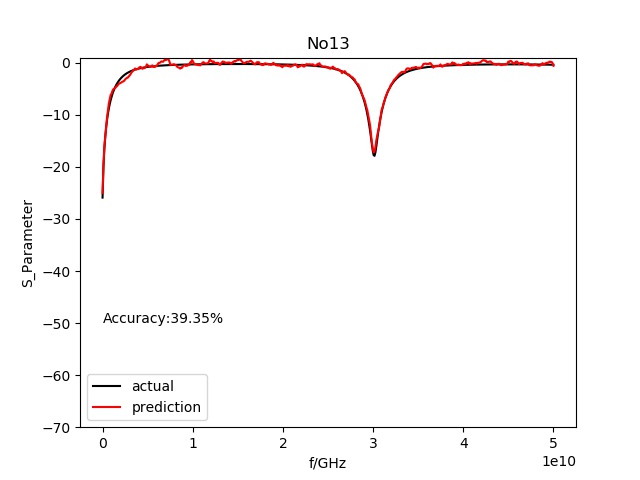 No13
0
−10
−20
−30
−40
−50
−60
−70
S_Parameter
Accuracy:39.35%
actual
prediction
0 1 2 3 4 5
1e10
f/GHz